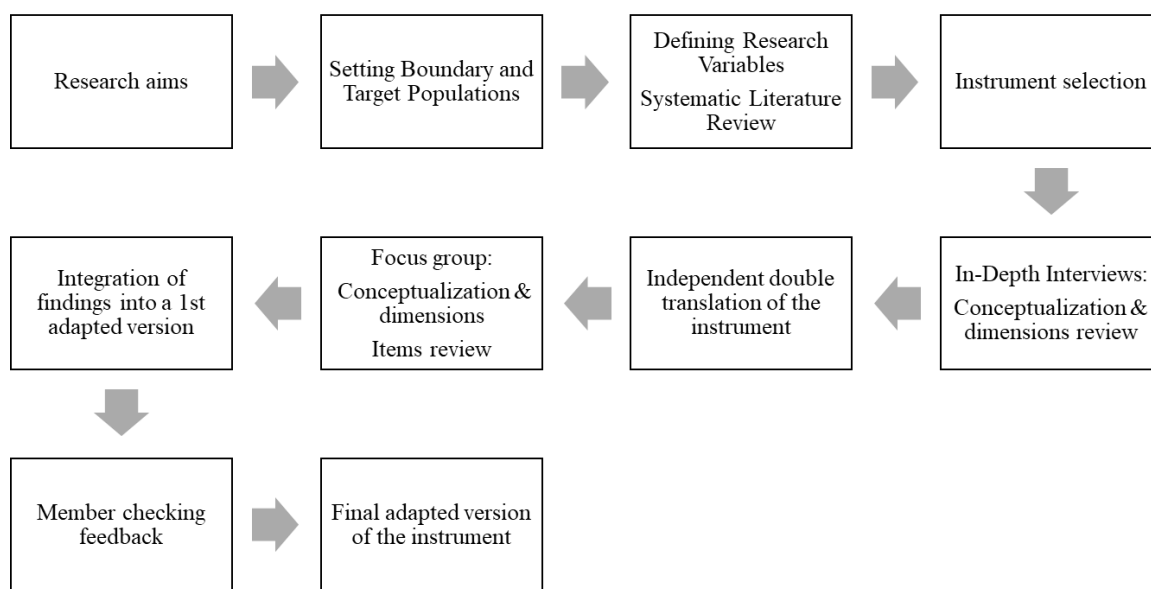 Research aims
Setting Boundary and
Target Populations
Defining Research
Variables
Systematic Literature
Review
Instrument selection
In-Depth Interviews:
Conceptualization &
dimensions review
Independent double
translation of the
instrument
Focus group:
Conceptualization &
dimensions
Items review
Integration of
findings into a 1st
adapted version
Member checking
feedback
Final adapted version
of the instrument